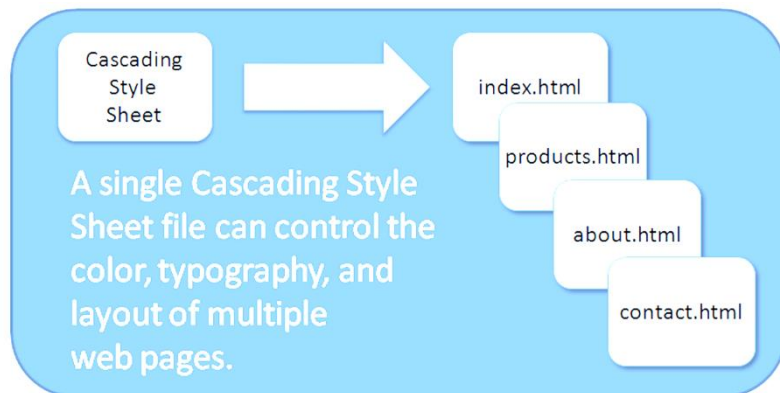 Cascading
Style
Sheet
index.html
products.html
about.html
contact.html
A single Cascading Style
Sheet file can control the
color, typography, and
layout of multiple
web pages.